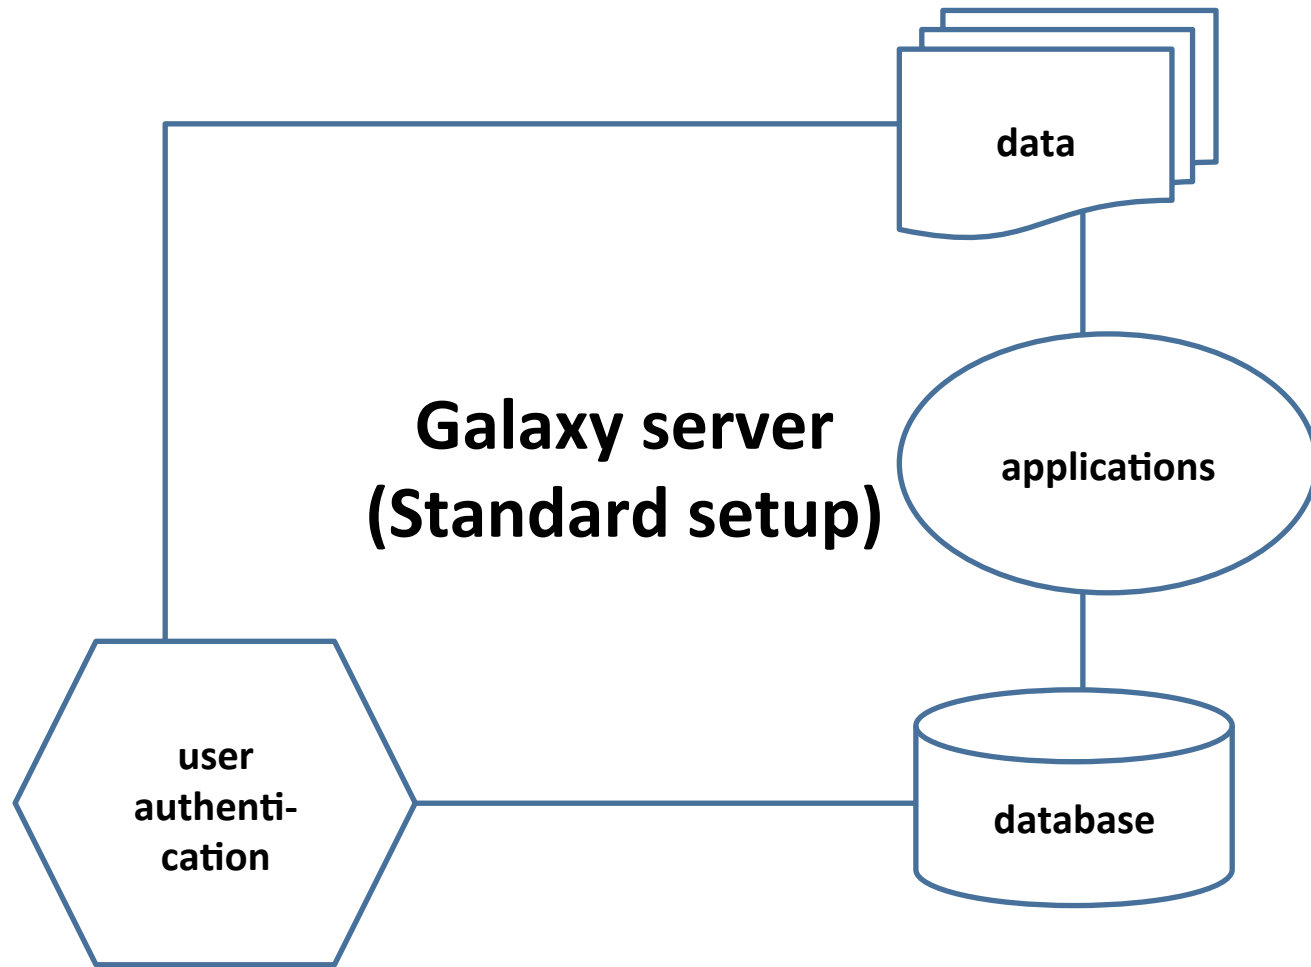 data
Galaxy server
(Standard setup)
applications
user
authenti-
cation
database